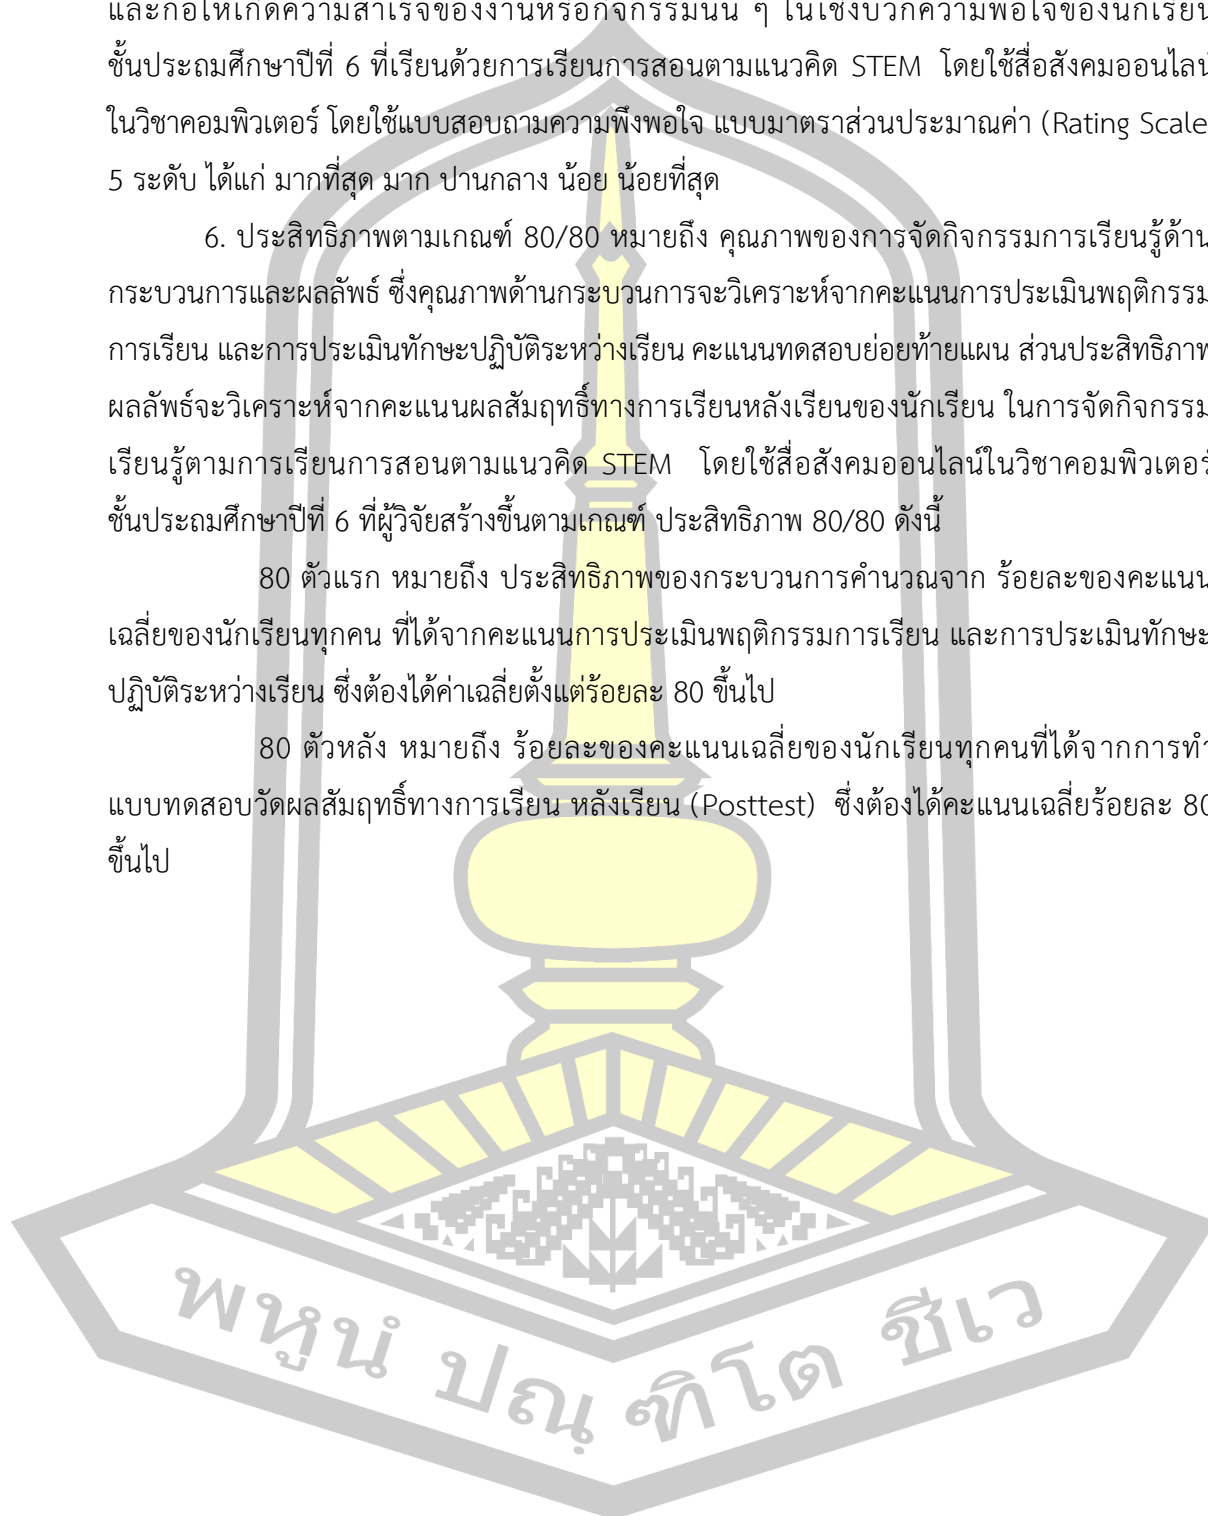 และก่อให้เกิดความสำเร็จของงานหรือกิจกรรมนั้น ๆ ในเชิงบวกความพอใจของนักเรียน
ชั้นประถมศึกษาปีที่ 6 ที่เรียนด้วยการเรียนการสอนตามแนวคิด STEM โดยใช้สื่อสังคมออนไลน์
ในวิชาคอมพิวเตอร์ โดยใช้แบบสอบถามความพึงพอใจ แบบมาตราส่วนประมาณค่า (Rating Scale
5 ระดับ ได้แก่ มากที่สุด มาก ปานกลาง น้อย น้อยที่สุด
6. ประสิทธิภาพตามเกณฑ์ 80/80 หมายถึง คุณภาพของการจัดกิจกรรมการเรียนรู้ด้าน
กระบวนการและผลลัพธ์ ซึ่งคุณภาพด้านกระบวนการจะวิเคราะห์จากคะแนนการประเมินพฤติกรรม
การเรียน และการประเมินทักษะปฏิบัติระหว่างเรียน คะแนนทดสอบย่อยท้ายแผน ส่วนประสิทธิภาพ
ผลลัพธ์จะวิเคราะห์จากคะแนนผลสัมฤทธิ์ทางการเรียนหลังเรียนของนักเรียน ในการจัดกิจกรรม
เรียนรู้ตามการเรียนการสอนตามแนวคิด STEM โดยใช้สื่อสังคมออนไลน์ในวิชาคอมพิวเตอร์
ชั้นประถมศึกษาปีที่ 6 ที่ผู้วิจัยสร้างขึ้นตามเกณฑ์ ประสิทธิภาพ 80/80 ดังนี้
80 ตัวแรก หมายถึง ประสิทธิภาพของกระบวนการคำนวณจาก ร้อยละของคะแนน
เฉลี่ยของนักเรียนทุกคน ที่ได้จากคะแนนการประเมินพฤติกรรมการเรียน และการประเมินทักษะ
ปฏิบัติระหว่างเรียน ซึ่งต้องได้ค่าเฉลี่ยตั้งแต่ร้อยละ 80 ขึ้นไป
80 ตัวหลัง หมายถึง ร้อยละของคะแนนเฉลี่ยของนักเรียนทุกคนที่ได้จากการทำ
แบบทดสอบวัดผลสัมฤทธิ์ทางการเรียน หลังเรียน (Posttest) ซึ่งต้องได้คะแนนเฉลี่ยร้อยละ 80
ขึ้นไป
พหูนํ ปณฺฑิโต ชีเว